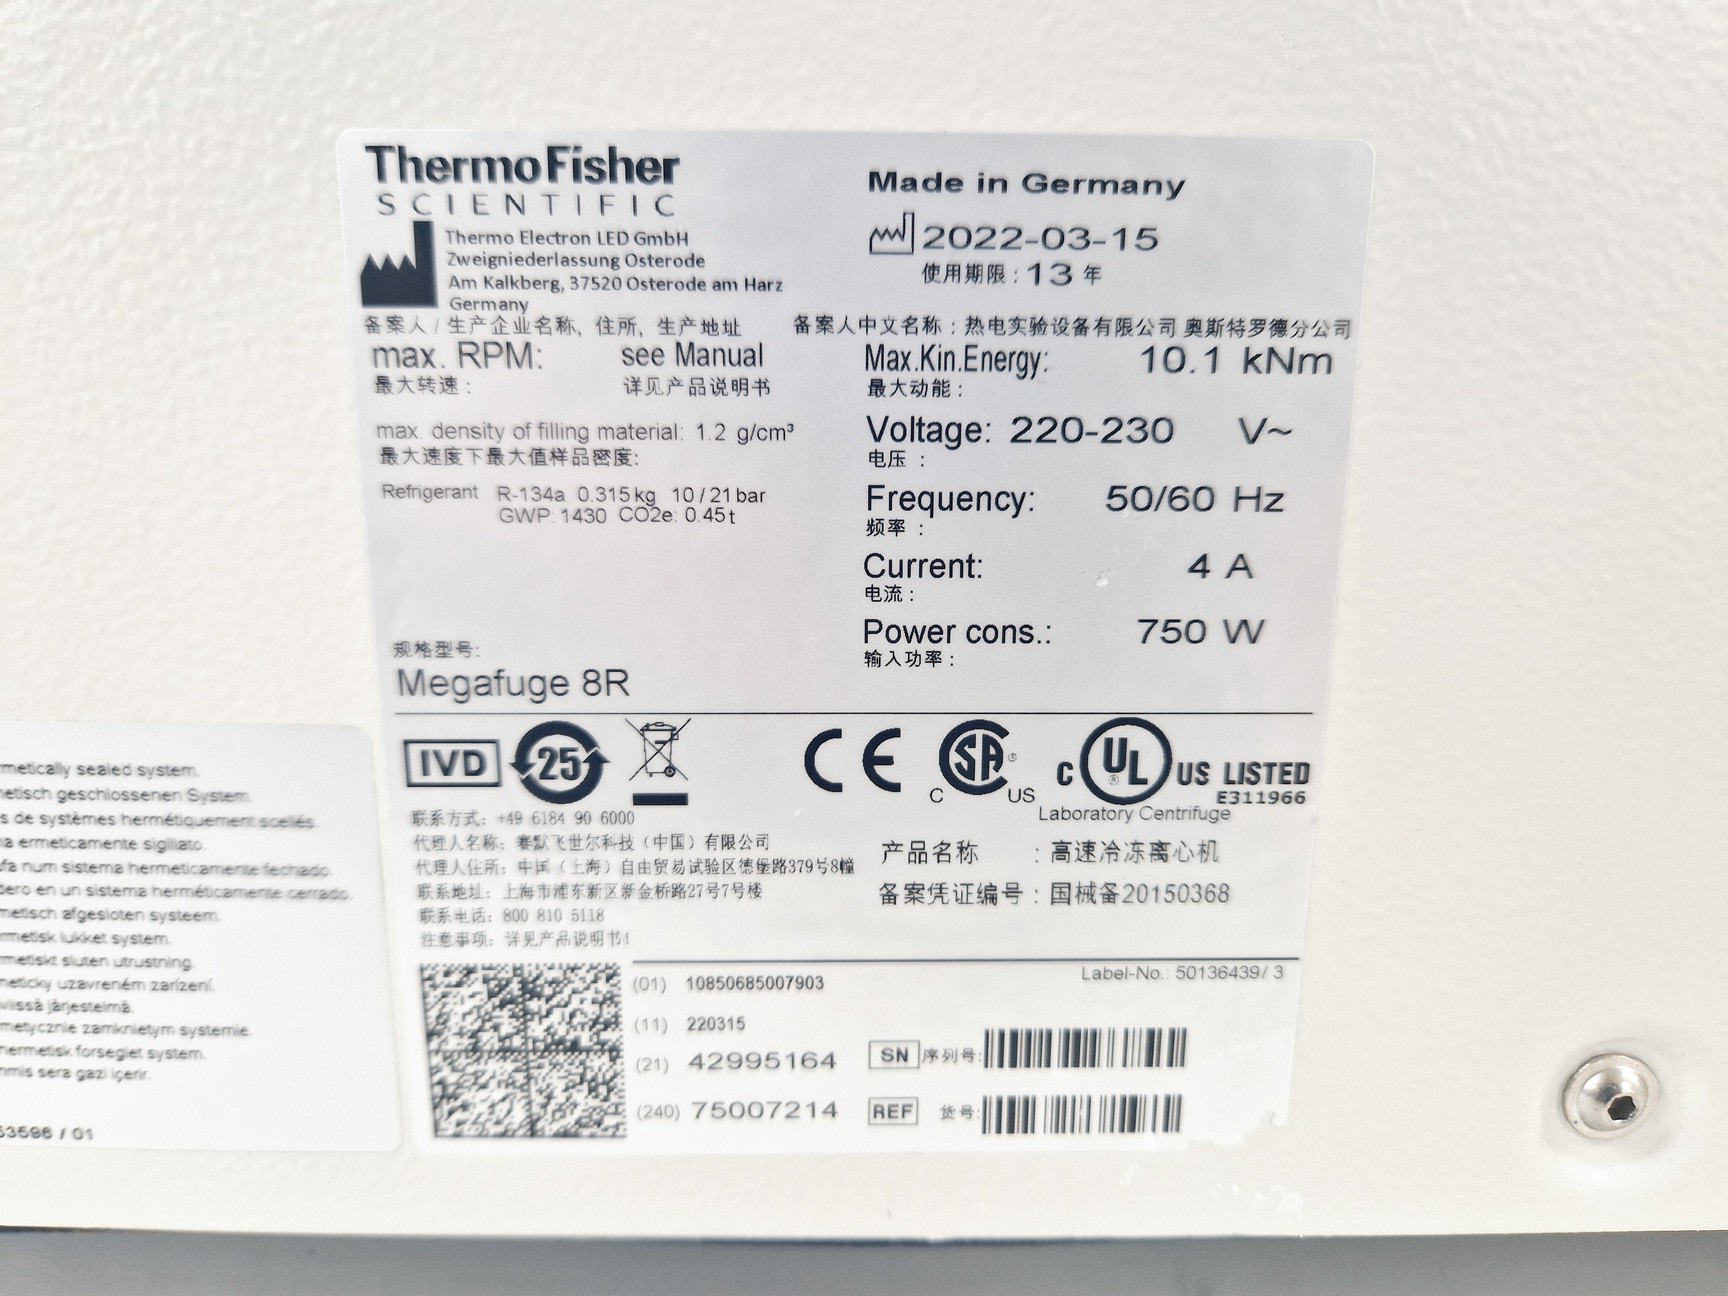 ThermoFisher
SCIENTIFIC
Thermo Electron LED GmbH
Zweigniederlassung Osterode
Am Kalkberg, 37520 Osterode am Harz
Germany
Made in Germany
2022-03-15
使用期限：13 年
备案人 / 生产企业名称, 住所, 生产地址
备案人中文名称：热电实验设备有限公司 奥斯特罗德分公司
max. RPM: see Manual
最大转速： 详见产品说明书
max. density of filling material: 1.2 g/cm³
最大速度下最大值样品密度:
Refrigerant R-134a 0.315kg 10/21bar
GWP: 1430 CO2e: 0.45t
Max.Kin.Energy: 10.1 kNm
最大动能：
Voltage: 220-230 V~
电压：
Frequency: 50/60 Hz
频率：
Current: 4 A
电流：
Power cons.: 750 W
输入功率：
规格型号:
Megafuge 8R
IVD
25
CE
SA
C US
C UL US LISTED
E311966
Laboratory Centrifuge
联系方式: +49 6184 90 6000
代理人名称: 赛默飞世尔科技（中国）有限公司
代理人住所: 中国（上海）自由贸易试验区德堡路379号8幢
联系地址: 上海市浦东新区新金桥路27号7号楼
联系电话: 800 810 5118
注意事项: 详见产品说明书!
产品名称 ：高速冷冻离心机
备案凭证编号：国械备20150368
Label-No.: 50136439/ 3
(01) 10850685007903
(11) 220315
(21) 42995164
SN 序列号:
(240) 75007214
REF 货号:
metically sealed system.
netisch geschlossenen System.
s de systèmes hermétiquement scellés.
a ermeticamente sigillato.
fa num sistema hermeticamente fechado.
dero en un sistema herméticamente cerrado.
metisch afgesloten systeem.
metisk lukket system.
metiskt sluten utrustning.
meticky uzavreném zarízení.
viissä järjestelmä.
metycznie zamknietym systemie.
hermetisk forseglet system.
mis sera gazi içerir.
53596 / 01